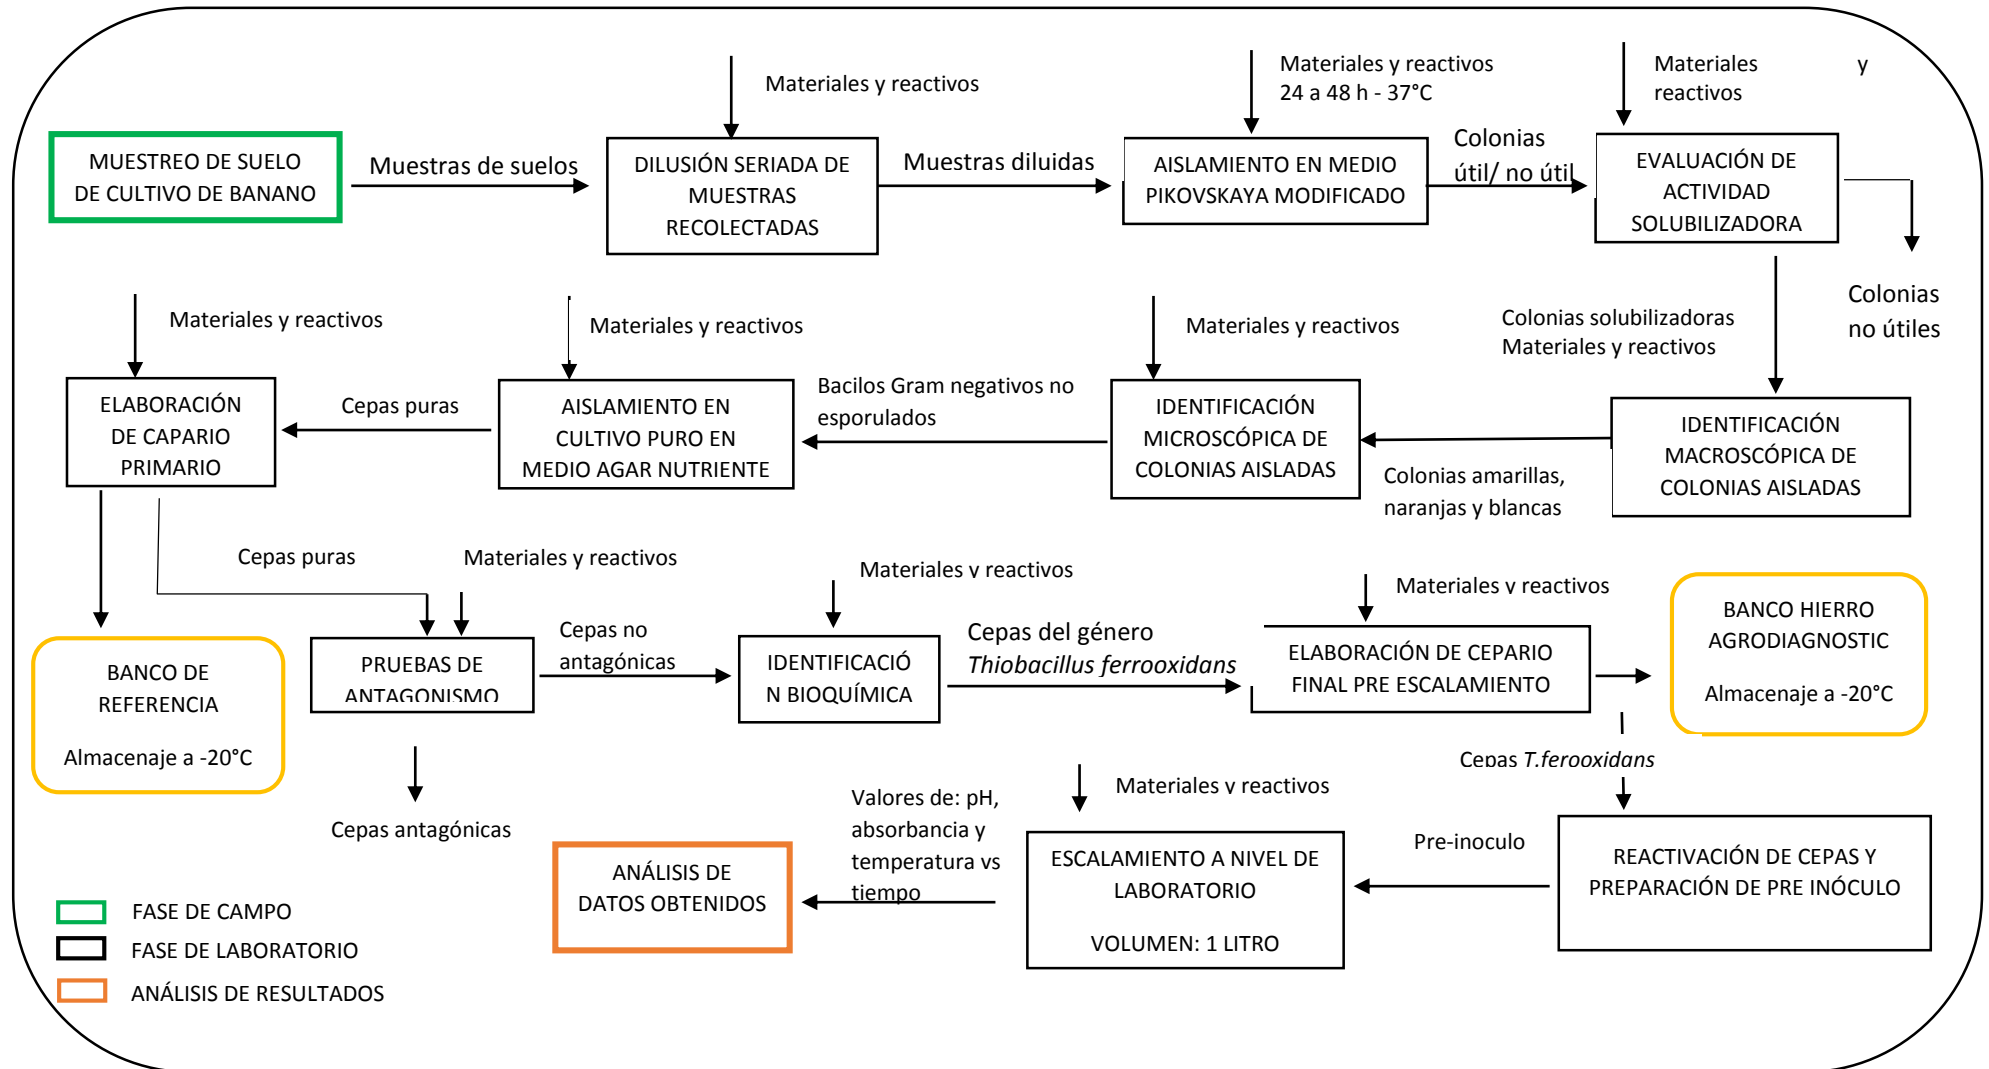 Materiales y reactivos
Materiales y reactivos
24 a 48 h - 37°C
Materiales y
reactivos
MUESTREO DE SUELO
DE CULTIVO DE BANANO
Muestras de suelos
DILUSIÓN SERIADA DE
MUESTRAS
RECOLECTADAS
Muestras diluidas
AISLAMIENTO EN MEDIO
PIKOVSKAYA MODIFICADO
Colonias
útil/ no útil
EVALUACIÓN DE
ACTIVIDAD
SOLUBILIZADORA
Colonias
no útiles
Colonias solubilizadoras
Materiales y reactivos
Materiales y reactivos
Materiales y reactivos
Materiales y reactivos
IDENTIFICACIÓN
MACROSCÓPICA DE
COLONIAS AISLADAS
Colonias amarillas,
naranjas y blancas
IDENTIFICACIÓN
MICROSCÓPICA DE
COLONIAS AISLADAS
Bacilos Gram negativos no
esporulados
AISLAMIENTO EN
CULTIVO PURO EN
MEDIO AGAR NUTRIENTE
Cepas puras
ELABORACIÓN
DE CAPARIO
PRIMARIO
Cepas puras
Materiales y reactivos
Materiales y reactivos
Materiales y reactivos
BANCO DE
REFERENCIA
Almacenaje a -20°C
PRUEBAS DE
ANTAGONISMO
Cepas no
antagónicas
IDENTIFICACIÓ
N BIOQUÍMICA
Cepas del género
Thiobacillus ferrooxidans
ELABORACIÓN DE CEPARIO
FINAL PRE ESCALAMIENTO
BANCO HIERRO
AGRODIAGNOSTIC
Almacenaje a -20°C
Cepas T.ferooxidans
Cepas antagónicas
REACTIVACIÓN DE CEPAS Y
PREPARACIÓN DE PRE INÓCULO
Pre-inoculo
Materiales y reactivos
ESCALAMIENTO A NIVEL DE
LABORATORIO
VOLUMEN: 1 LITRO
Valores de: pH,
absorbancia y
temperatura vs
tiempo
ANÁLISIS DE
DATOS OBTENIDOS
FASE DE CAMPO
FASE DE LABORATORIO
ANÁLISIS DE RESULTADOS